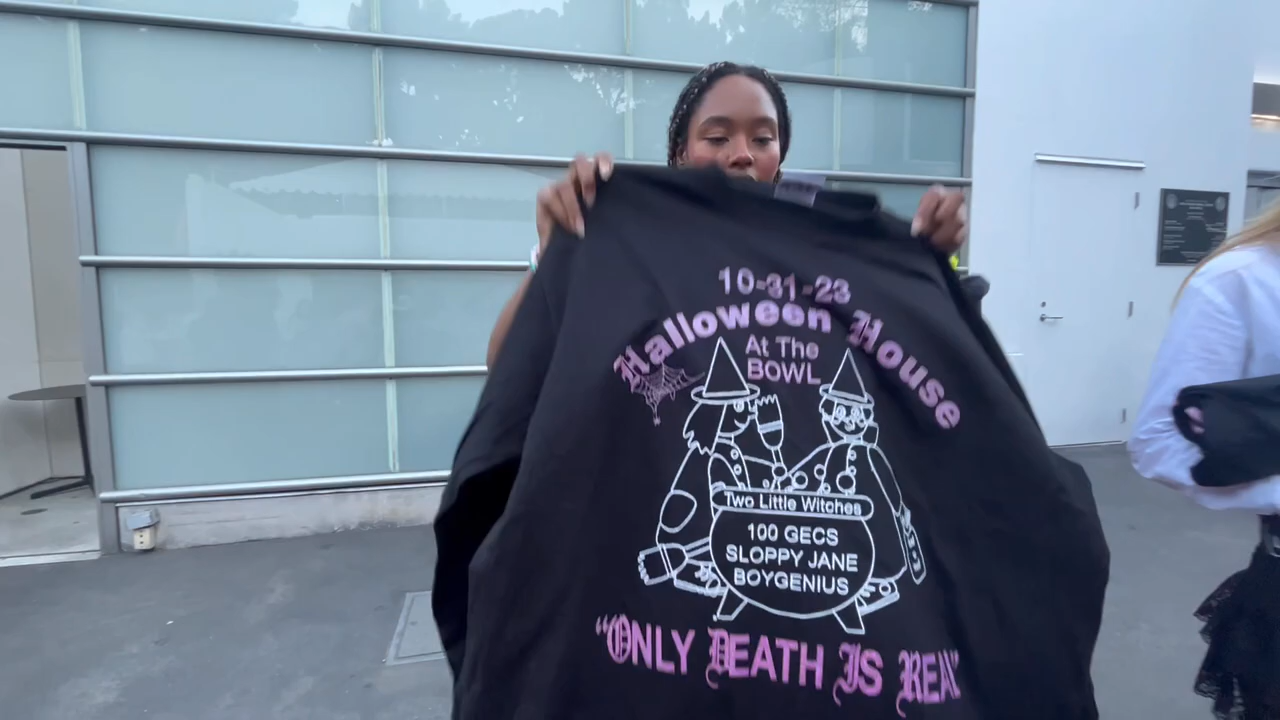 10-31-23
Halloween House
At The
BOWL
Two Little Witches
100 GECS
SLOPPY JANE
BOYGENIUS
"ONLY DEATH IS REAL"